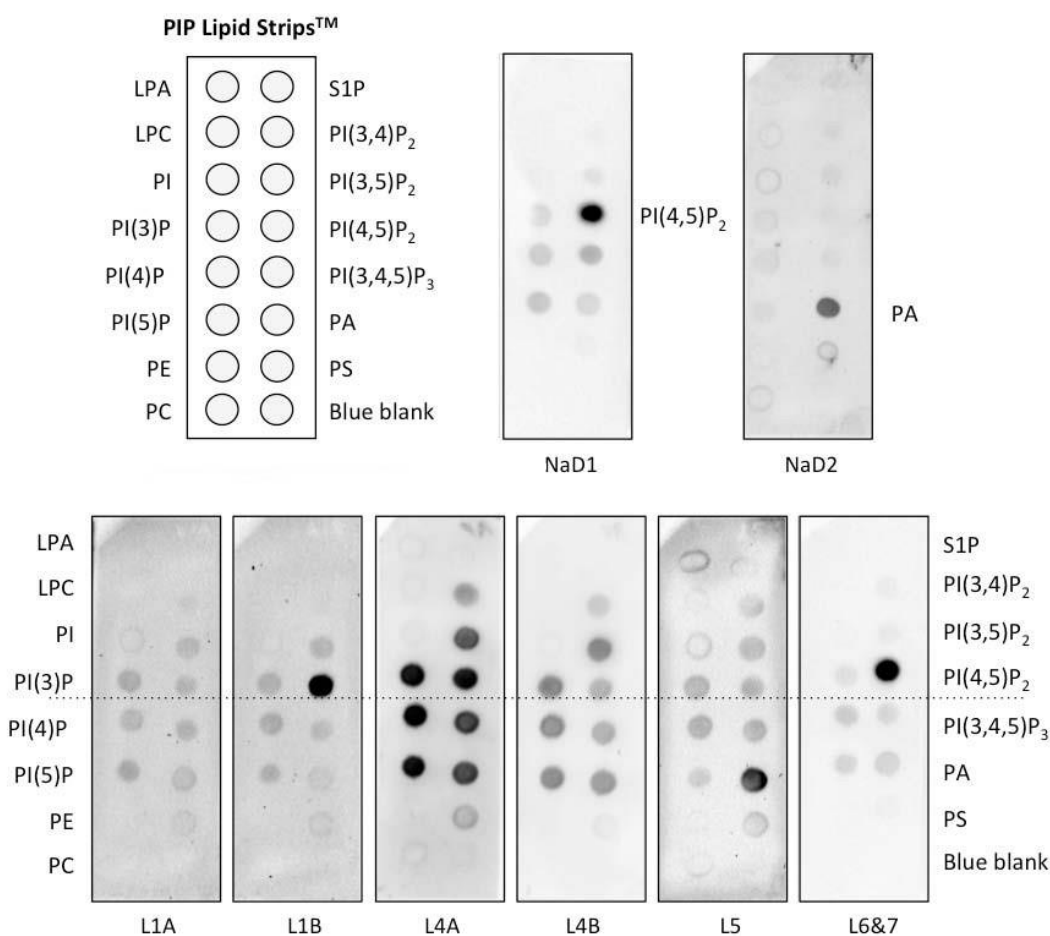 PIP Lipid Strips™
LPA
S1P
LPC
PI(3,4)P₂
PI
PI(3,5)P₂
PI(3)P
PI(4,5)P₂
PI(4)P
PI(3,4,5)P₃
PI(5)P
PA
PE
PS
PC
Blue blank
PI(4,5)P₂
NaD1
PA
NaD2
LPA
LPC
PI
PI(3)P
PI(4)P
PI(5)P
PE
PC
S1P
PI(3,4)P₂
PI(3,5)P₂
PI(4,5)P₂
PI(3,4,5)P₃
PA
PS
Blue blank
L1A
L1B
L4A
L4B
L5
L6&7